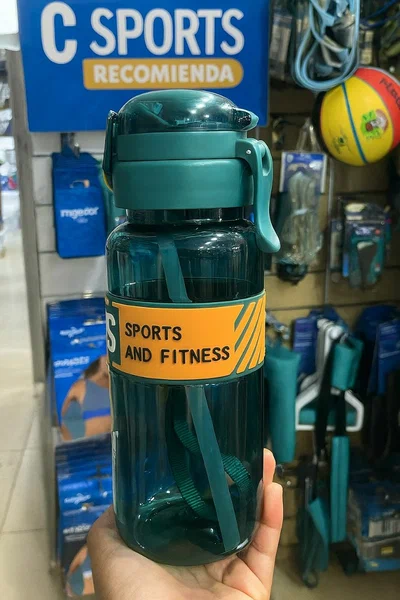 C SPORTS
RECOMIENDA
S
SPORTS
AND FITNESS